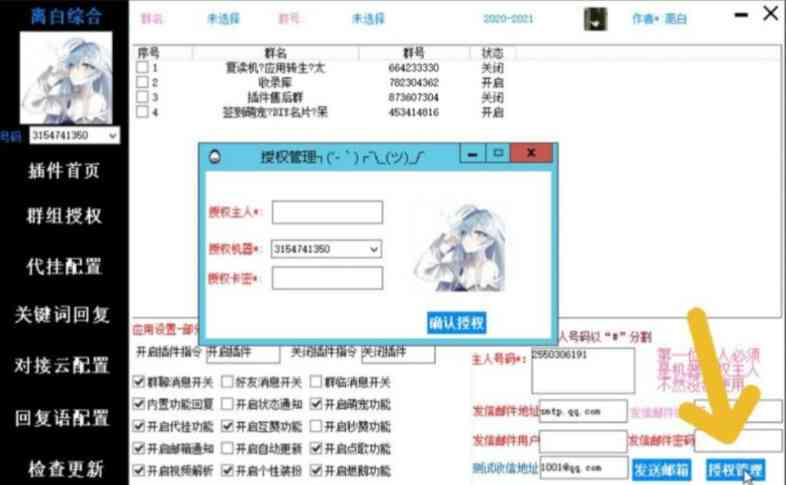 离白综合
群名:
未选择
群号:
未选择
2020-2021
作者* 离白
号码
3154741350
插件首页
群组授权
代挂配置
关键词回复
对接云配置
回复语配置
检查更新
序号 群名 群号 状态
1 复读机?应用转生?太 664233330 关闭
2 收录库 782304362 开启
3 插件售后群 873607304 关闭
4 签到萌宠?DIY名片?呆 453414816 开启
授权管理┐(´-｀)┌¯\_(ツ)_/¯
授权主人*:
授权机器*: 3154741350
授权卡密*:
确认授权
应用设置-部
开启插件指令 开启插件 关闭插件指令 关闭插件
群聊消息开关 好友消息开关 群临消息开关
内置功能回复 开启状态通知 开启萌宠功能
开启代挂功能 开启互赞功能 开启秒赞功能
开启邮箱通知 开启自动更新 开启点歌功能
开启视频解析 开启个性装扮 开启燃鹅功能
人号码以“#”分割
主人号码*: 2550306191
第一位 人必须
是机器 权主人
不然没 使用
发信邮件地址 smtp.qq.com 发信邮件
发信邮件用户 发信邮件密码
测试收信地址 1001@qq.com 发送邮箱 授权管理